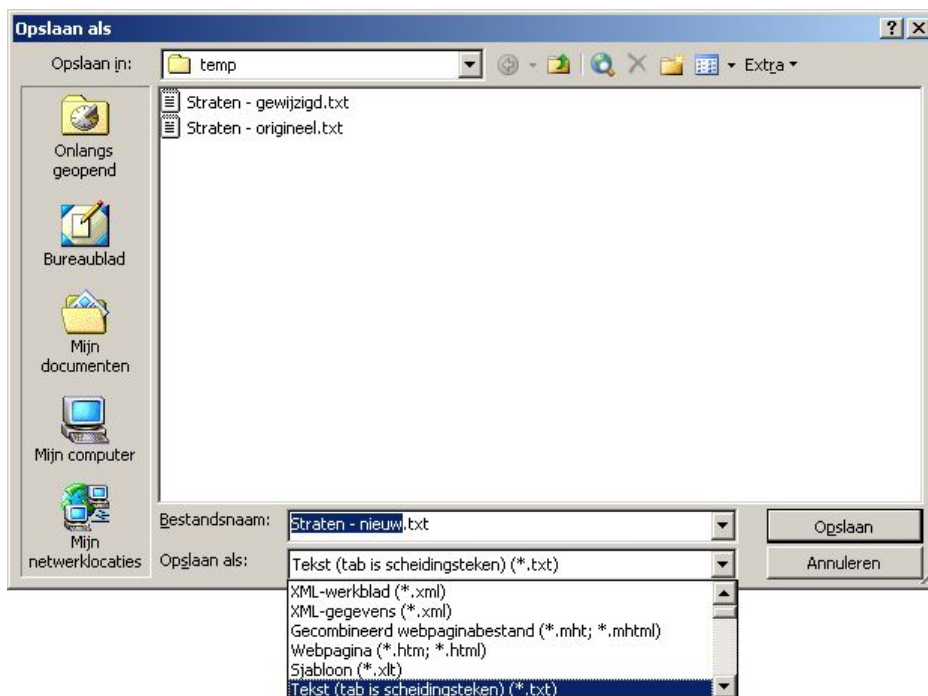 Opslaan als
Opslaan in:
temp
Extra
Straten - gewijzigd.txt
Straten - origineel.txt
Onlangs
geopend
Bureaublad
Mijn
documenten
Mijn computer
Mijn
netwerklocaties
Bestandsnaam:
Straten - nieuw.txt
Opslaan
Opslaan als:
Tekst (tab is scheidingsteken) (*.txt)
Annuleren
XML-werkblad (*.xml)
XML-gegevens (*.xml)
Gecombineerd webpaginabestand (*.mht; *.mhtml)
Webpagina (*.htm; *.html)
Sjabloon (*.xlt)
Tekst (tab is scheidingsteken) (*.txt)